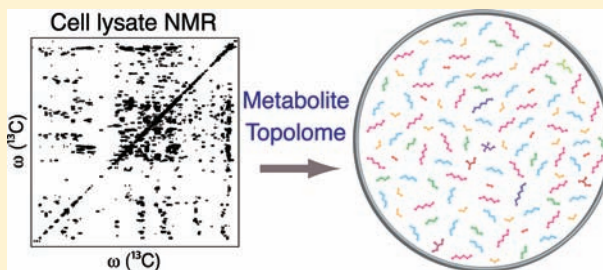 Cell lysate NMR
ω (¹³C)
ω (¹³C)
Metabolite
Topolome